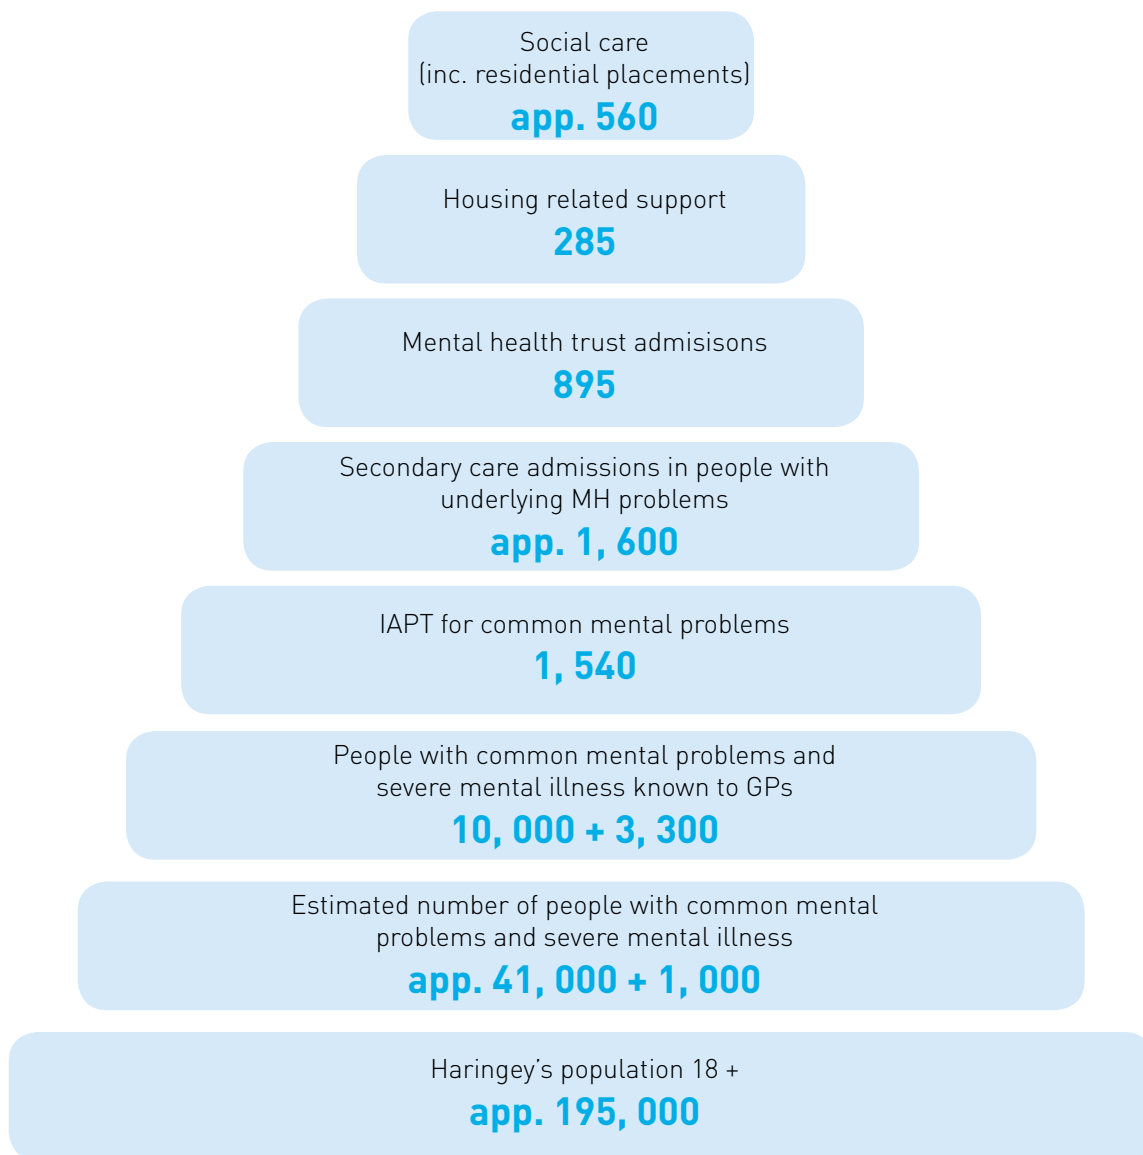 Social care
(inc. residential placements)
app. 560
Housing related support
285
Mental health trust admisisons
895
Secondary care admissions in people with
underlying MH problems
app. 1, 600
IAPT for common mental problems
1, 540
People with common mental problems and
severe mental illness known to GPs
10, 000 + 3, 300
Estimated number of people with common mental
problems and severe mental illness
app. 41, 000 + 1, 000
Haringey’s population 18 +
app. 195, 000